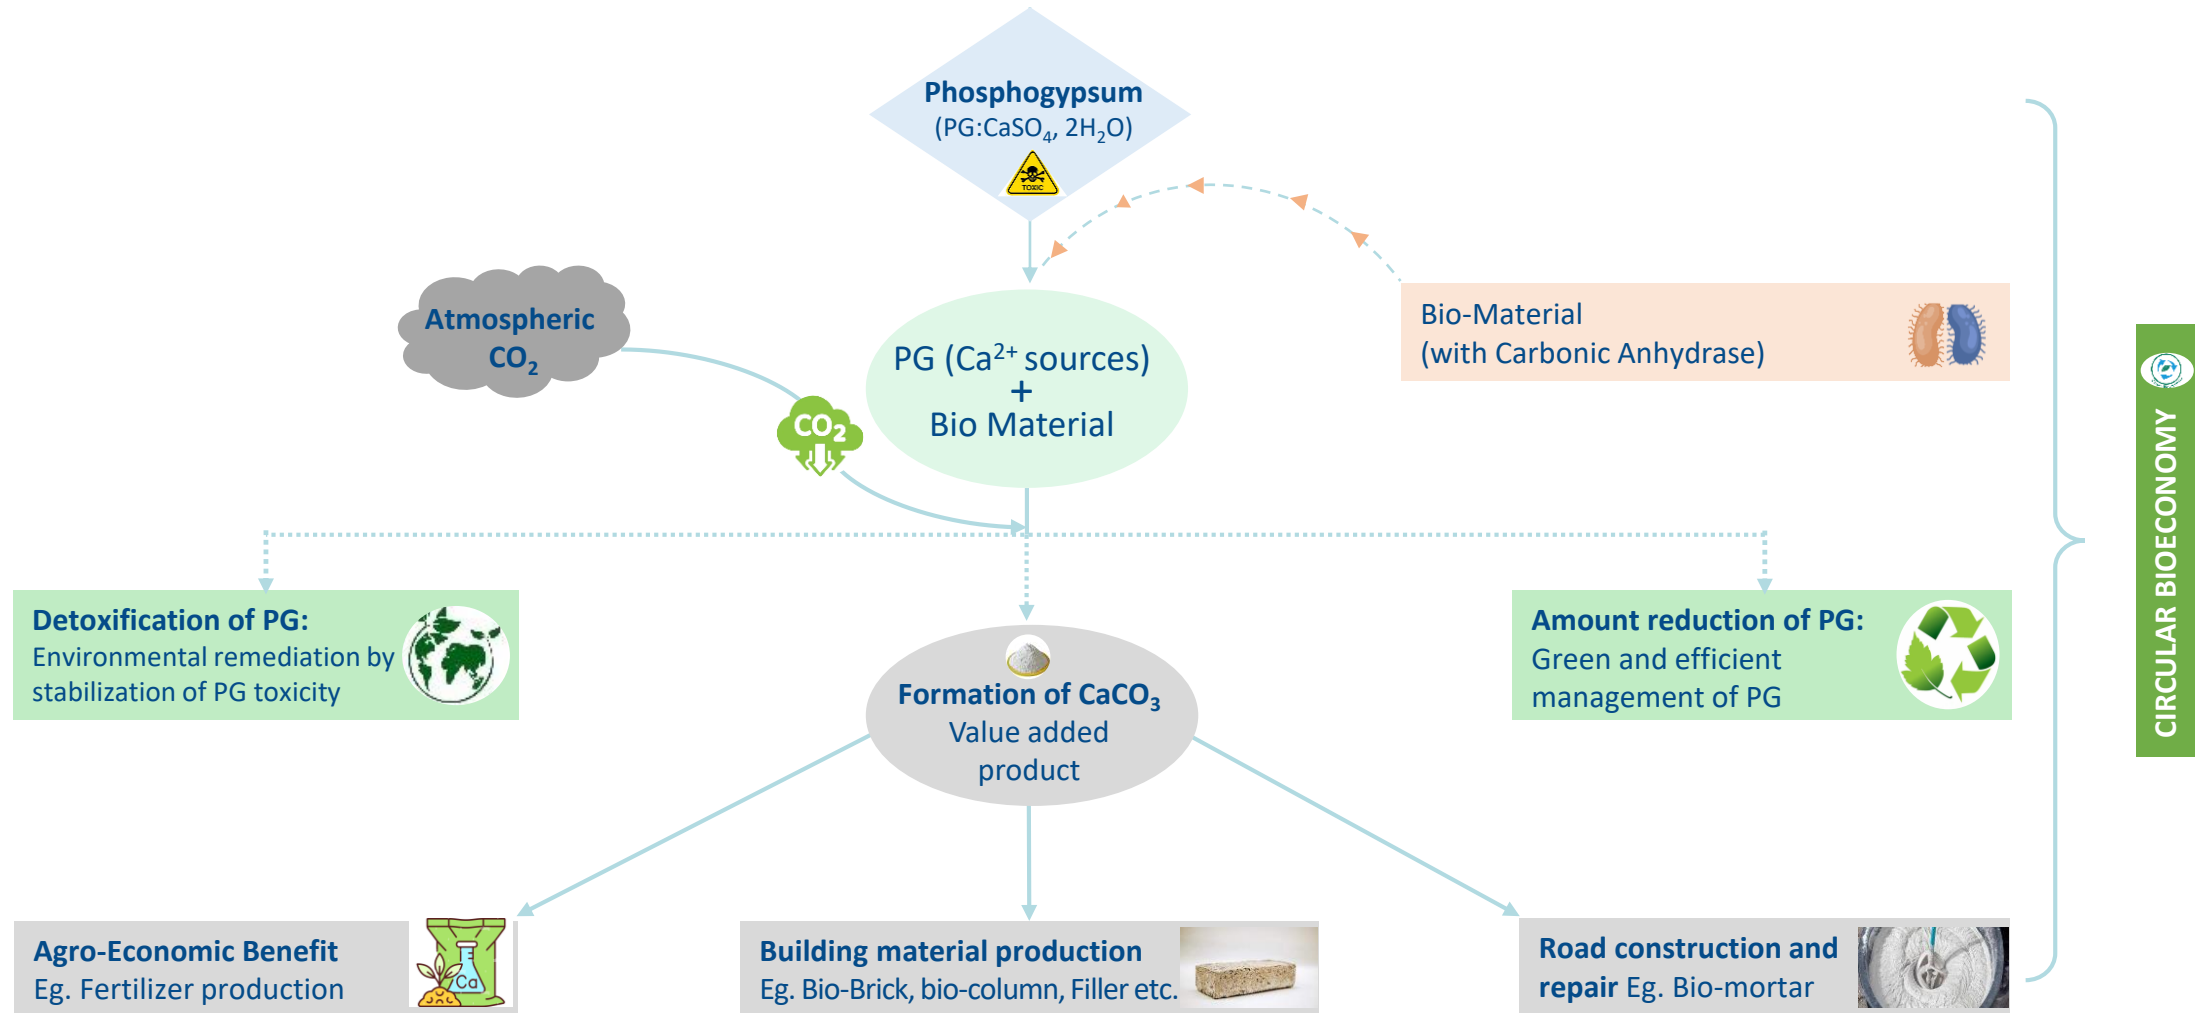 Phosphogypsum
(PG:CaSO₄, 2H₂O)
TOXIC
Atmospheric
CO₂
CO₂
PG (Ca²⁺ sources)
+
Bio Material
Bio-Material
(with Carbonic Anhydrase)
Detoxification of PG:
Environmental remediation by
stabilization of PG toxicity
Formation of CaCO₃
Value added
product
Amount reduction of PG:
Green and efficient
management of PG
Agro-Economic Benefit
Eg. Fertilizer production
Ca
Building material production
Eg. Bio-Brick, bio-column, Filler etc.
Road construction and
repair Eg. Bio-mortar
CIRCULAR BIOECONOMY